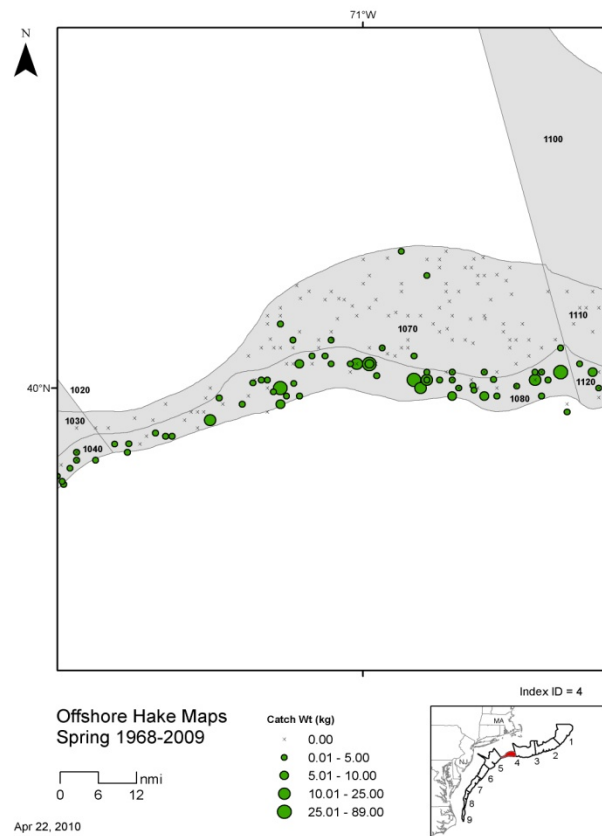 71°W
N
1100
1110
1070
40°N
1020
1120
1080
1030
1040
Index ID = 4
Offshore Hake Maps
Spring 1968-2009
Catch Wt (kg)
0.00
0.01 - 5.00
5.01 - 10.00
10.01 - 25.00
25.01 - 89.00
nmi
0 6 12
MA
NJ
1
2
3
4
5
6
7
8
9
Apr 22, 2010